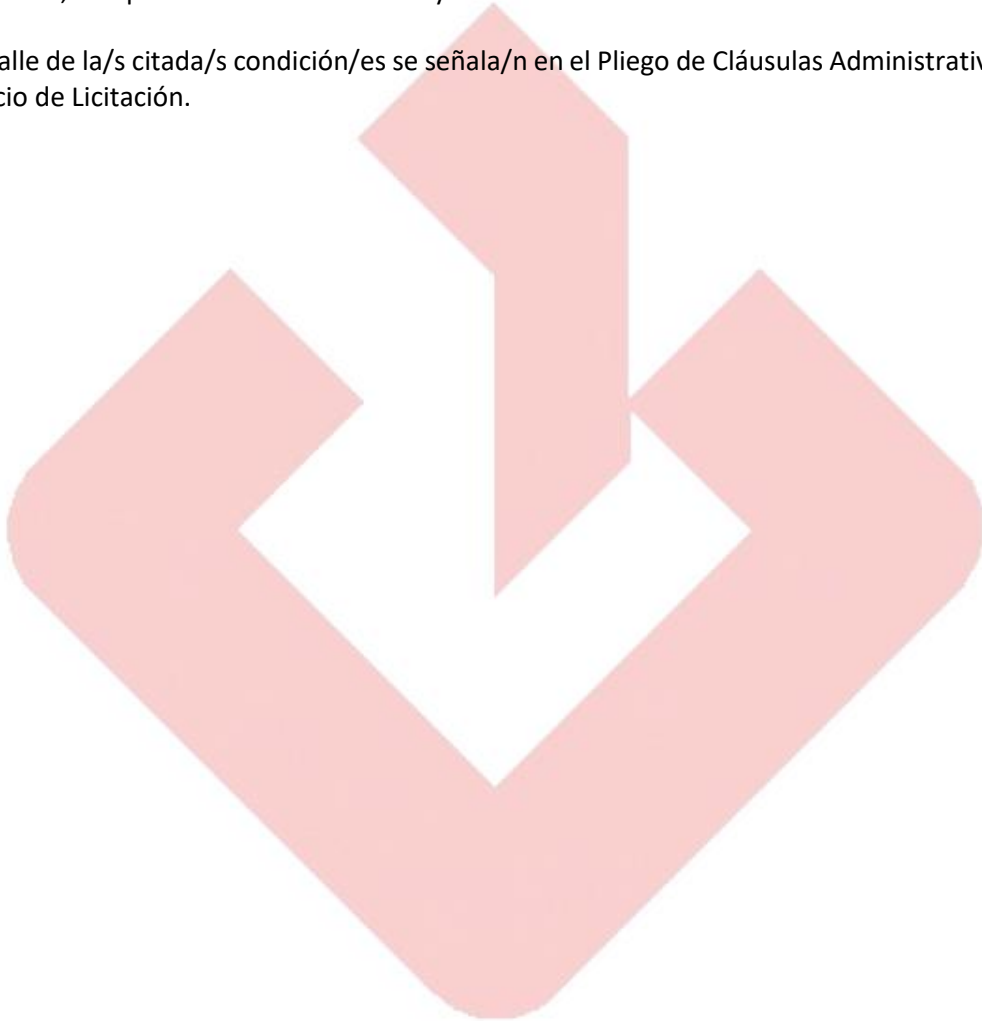 alle de la/s citada/s condición/es se señala/n en el Pliego de Cláusulas Administrativ
cio de Licitación.